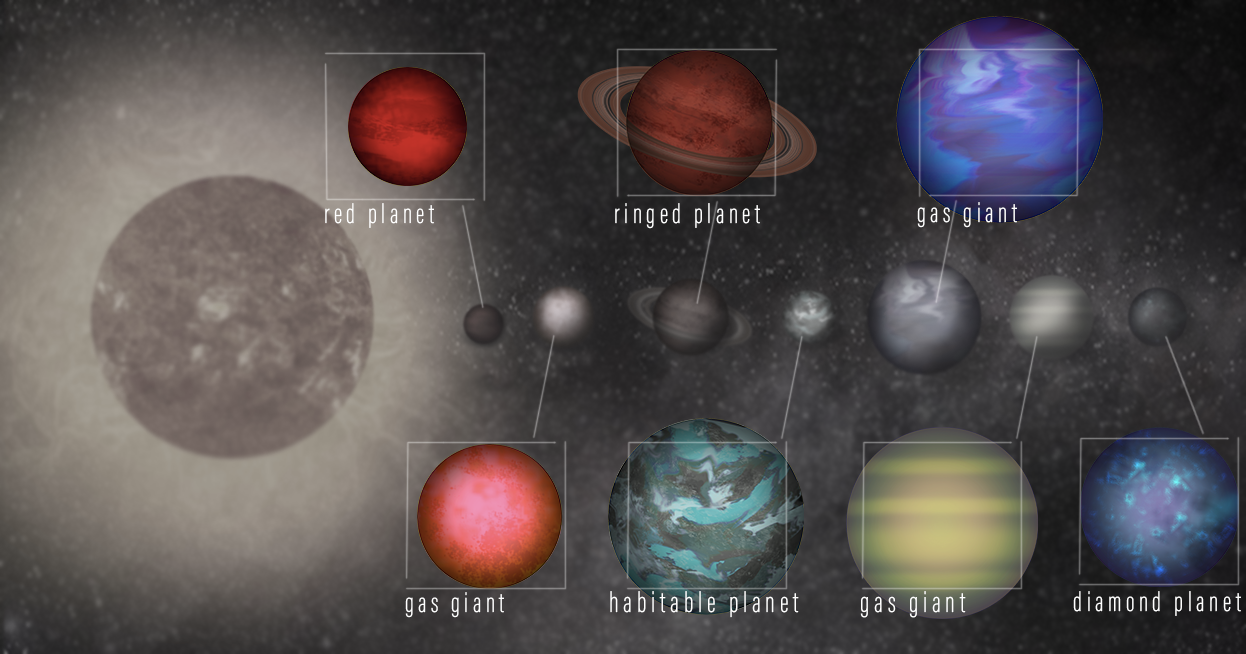 red planet
ringed planet
gas giant
gas giant
habitable planet
gas giant
diamond planet